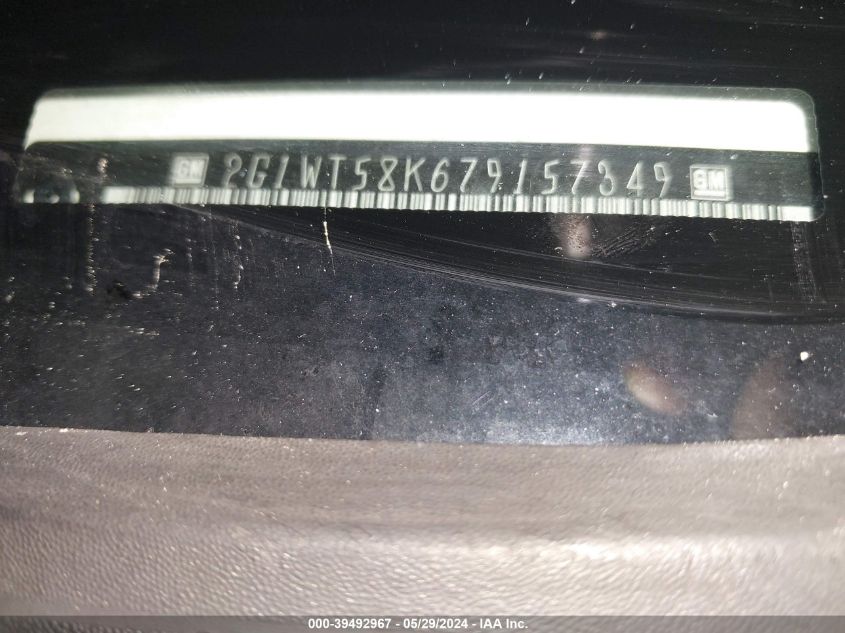 GM 2G1WT58K679157349 GM
000-39492967 - 05/29/2024 - IAA Inc.